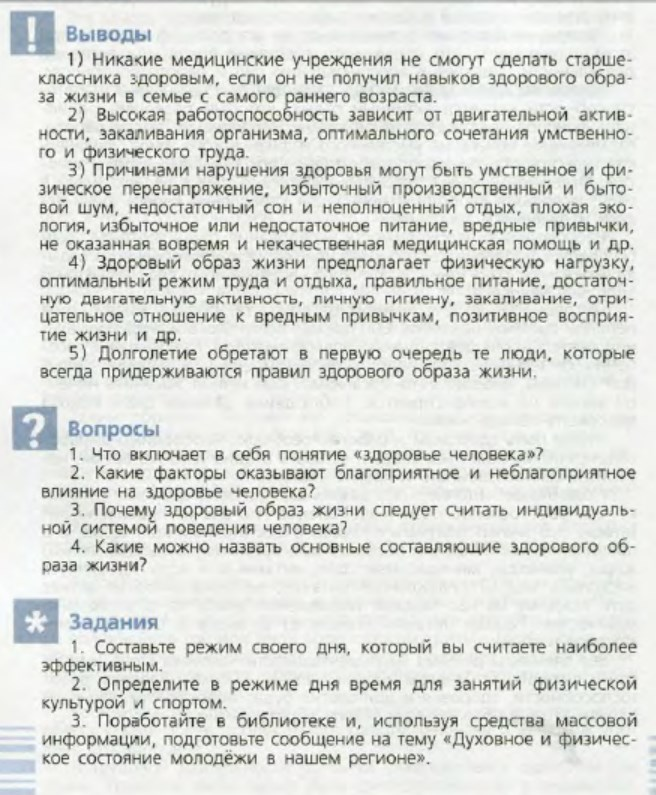 ! Выводы
1) Никакие медицинские учреждения не смогут сделать старше-
классника здоровым, если он не получил навыков здорового обра-
за жизни в семье с самого раннего возраста.
2) Высокая работоспособность зависит от двигательной актив-
ности, закаливания организма, оптимального сочетания умственно-
го и физического труда.
3) Причинами нарушения здоровья могут быть умственное и фи-
зическое перенапряжение, избыточный производственный и быто-
вой шум, недостаточный сон и неполноценный отдых, плохая эко-
логия, избыточное или недостаточное питание, вредные привычки,
не оказанная вовремя и некачественная медицинская помощь и др.
4) Здоровый образ жизни предполагает физическую нагрузку,
оптимальный режим труда и отдыха, правильное питание, достаточ-
ную двигательную активность, личную гигиену, закаливание, отри-
цательное отношение к вредным привычкам, позитивное восприя-
тие жизни и др.
5) Долголетие обретают в первую очередь те люди, которые
всегда придерживаются правил здорового образа жизни.
? Вопросы
1. Что включает в себя понятие «здоровье человека»?
2. Какие факторы оказывают благоприятное и неблагоприятное
влияние на здоровье человека?
3. Почему здоровый образ жизни следует считать индивидуаль-
ной системой поведения человека?
4. Какие можно назвать основные составляющие здорового об-
раза жизни?
* Задания
1. Составьте режим своего дня, который вы считаете наиболее
эффективным.
2. Определите в режиме дня время для занятий физической
культурой и спортом.
3. Поработайте в библиотеке и, используя средства массовой
информации, подготовьте сообщение на тему «Духовное и физичес-
кое состояние молодёжи в нашем регионе».